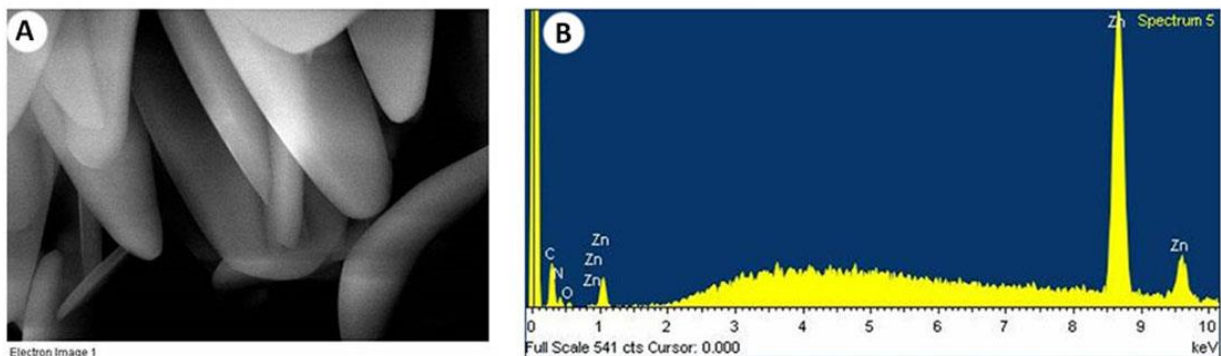 A
Electron Image 1
B
Zn Spectrum 5
C
N
O
Zn
Zn
Zn
Zn
0 1 2 3 4 5 6 7 8 9 10
Full Scale 541 cts Cursor: 0.000 keV